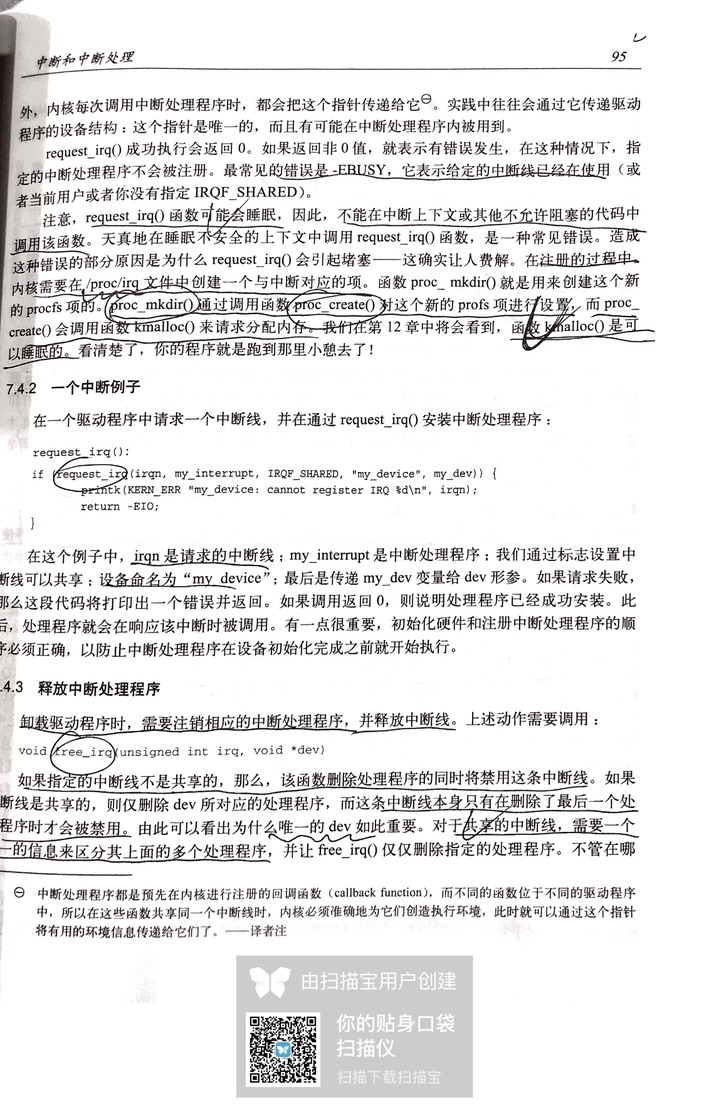 中断和中断处理 95
外，内核每次调用中断处理程序时，都会把这个指针传递给它㊀。实践中往往会通过它传递驱动
程序的设备结构：这个指针是唯一的，而且有可能在中断处理程序内被用到。
request_irq() 成功执行会返回 0。如果返回非 0 值，就表示有错误发生，在这种情况下，指
定的中断处理程序不会被注册。最常见的错误是 -EBUSY，它表示给定的中断线已经在使用（或
者当前用户或者你没有指定 IRQF_SHARED）。
注意，request_irq() 函数可能会睡眠，因此，不能在中断上下文或其他不允许阻塞的代码中
调用该函数。天真地在睡眠不安全的上下文中调用 request_irq() 函数，是一种常见错误。造成
这种错误的部分原因是为什么 request_irq() 会引起堵塞——这确实让人费解。在注册的过程中，
内核需要在 /proc/irq 文件中创建一个与中断对应的项。函数 proc_ mkdir() 就是用来创建这个新
的 procfs 项的。proc_mkdir() 通过调用函数 proc_create() 对这个新的 profs 项进行设置，而 proc_
create() 会调用函数 kmalloc() 来请求分配内存。我们在第 12 章中将会看到，函数 kmalloc() 是可
以睡眠的。看清楚了，你的程序就是跑到那里小憩去了！
7.4.2 一个中断例子
在一个驱动程序中请求一个中断线，并在通过 request_irq() 安装中断处理程序：
request_irq():
if (request_irq(irqn, my_interrupt, IRQF_SHARED, "my_device", my_dev)) {
printk(KERN_ERR "my_device: cannot register IRQ %d\n", irqn);
return -EIO;
}
在这个例子中，irqn 是请求的中断线；my_interrupt 是中断处理程序；我们通过标志设置中
断线可以共享；设备命名为“my_device”；最后是传递 my_dev 变量给 dev 形参。如果请求失败，
那么这段代码将打印出一个错误并返回。如果调用返回 0，则说明处理程序已经成功安装。此
后，处理程序就会在响应该中断时被调用。有一点很重要，初始化硬件和注册中断处理程序的顺
序必须正确，以防止中断处理程序在设备初始化完成之前就开始执行。
.4.3 释放中断处理程序
卸载驱动程序时，需要注销相应的中断处理程序，并释放中断线。上述动作需要调用：
void free_irq(unsigned int irq, void *dev)
如果指定的中断线不是共享的，那么，该函数删除处理程序的同时将禁用这条中断线。如果
断线是共享的，则仅删除 dev 所对应的处理程序，而这条中断线本身只有在删除了最后一个处
程序时才会被禁用。由此可以看出为什么唯一的 dev 如此重要。对于共享的中断线，需要一个
一的信息来区分其上面的多个处理程序，并让 free_irq() 仅仅删除指定的处理程序。不管在哪
㊀ 中断处理程序都是预先在内核进行注册的回调函数（callback function），而不同的函数位于不同的驱动程序
中，所以在这些函数共享同一个中断线时，内核必须准确地为它们创造执行环境，此时就可以通过这个指针
将有用的环境信息传递给它们了。——译者注
由扫描宝用户创建
你的贴身口袋
扫描仪
扫描下载扫描宝